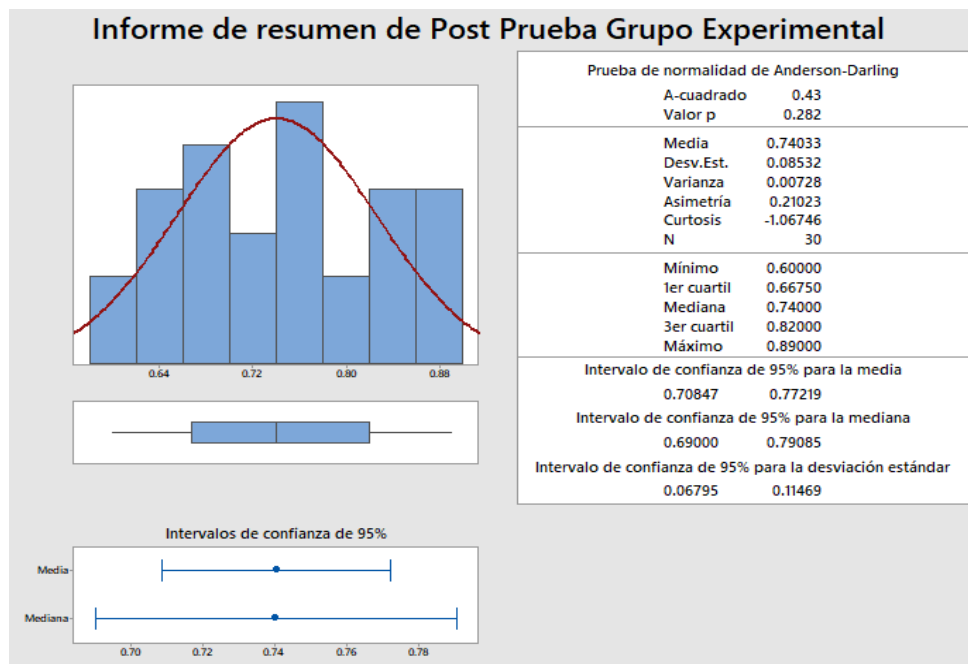 Informe de resumen de Post Prueba Grupo Experimental
0.64 0.72 0.80 0.88
Intervalos de confianza de 95%
Media
Mediana
0.70 0.72 0.74 0.76 0.78
Prueba de normalidad de Anderson-Darling
A-cuadrado 0.43
Valor p 0.282
Media 0.74033
Desv.Est. 0.08532
Varianza 0.00728
Asimetría 0.21023
Curtosis -1.06746
N 30
Mínimo 0.60000
1er cuartil 0.66750
Mediana 0.74000
3er cuartil 0.82000
Máximo 0.89000
Intervalo de confianza de 95% para la media
0.70847 0.77219
Intervalo de confianza de 95% para la mediana
0.69000 0.79085
Intervalo de confianza de 95% para la desviación estándar
0.06795 0.11469